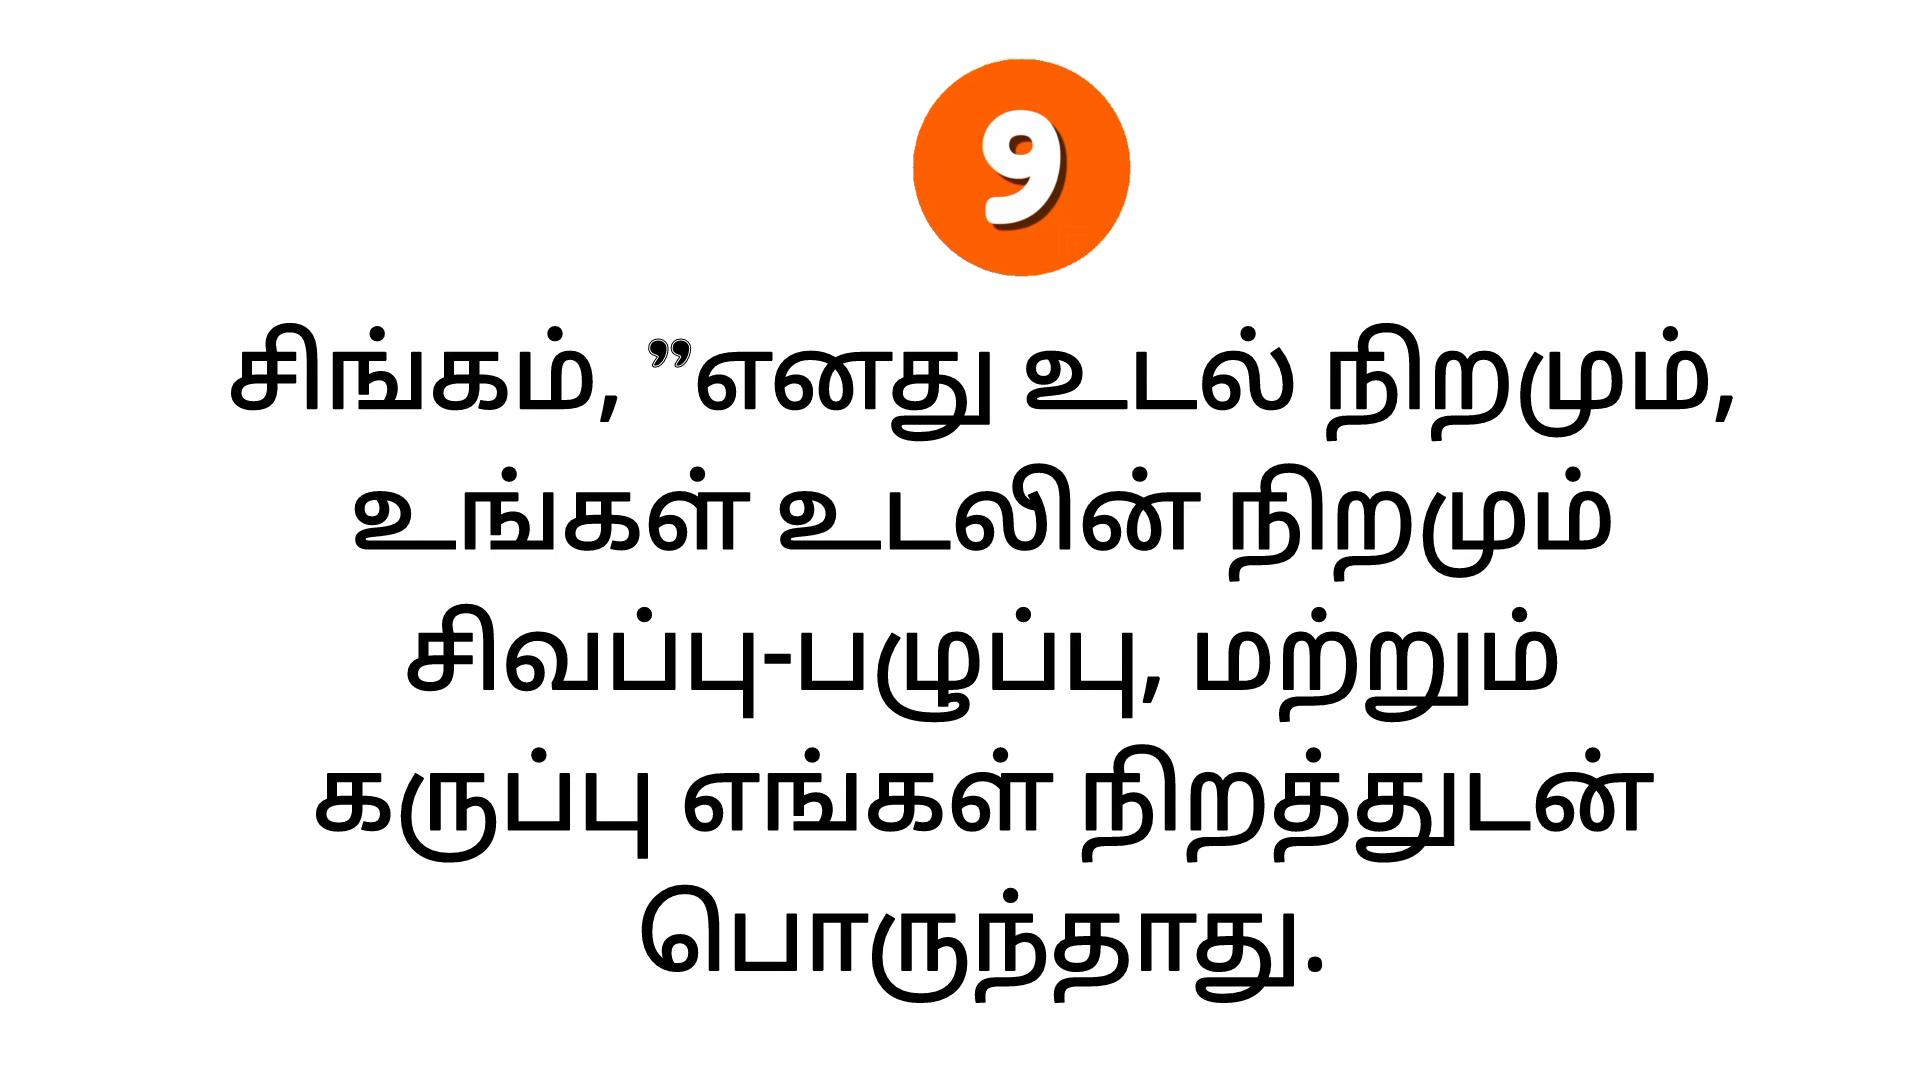 9
சிங்கம், ”எனது உடல் நிறமும்,
உங்கள் உடலின் நிறமும்
சிவப்பு-பழுப்பு, மற்றும்
கருப்பு எங்கள் நிறத்துடன்
பொருந்தாது.